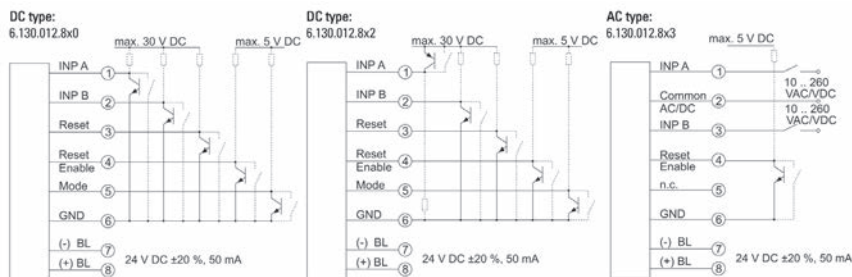 DC type:
6.130.012.8x0
max. 30 V DC
max. 5 V DC
INP A
1
INP B
2
Reset
3
Reset
Enable
4
Mode
5
GND
6
(-) BL
7
(+) BL
8
24 V DC ±20 %, 50 mA
DC type:
6.130.012.8x2
max. 30 V DC
max. 5 V DC
INP A
1
INP B
2
Reset
3
Reset
Enable
4
Mode
5
GND
6
(-) BL
7
(+) BL
8
24 V DC ±20 %, 50 mA
AC type:
6.130.012.8x3
max. 5 V DC
INP A
1
10 .. 260
VAC/VDC
Common
AC/DC
2
10 .. 260
VAC/VDC
INP B
3
Reset
Enable
4
n.c.
5
GND
6
(-) BL
7
(+) BL
8
24 V DC ±20 %, 50 mA